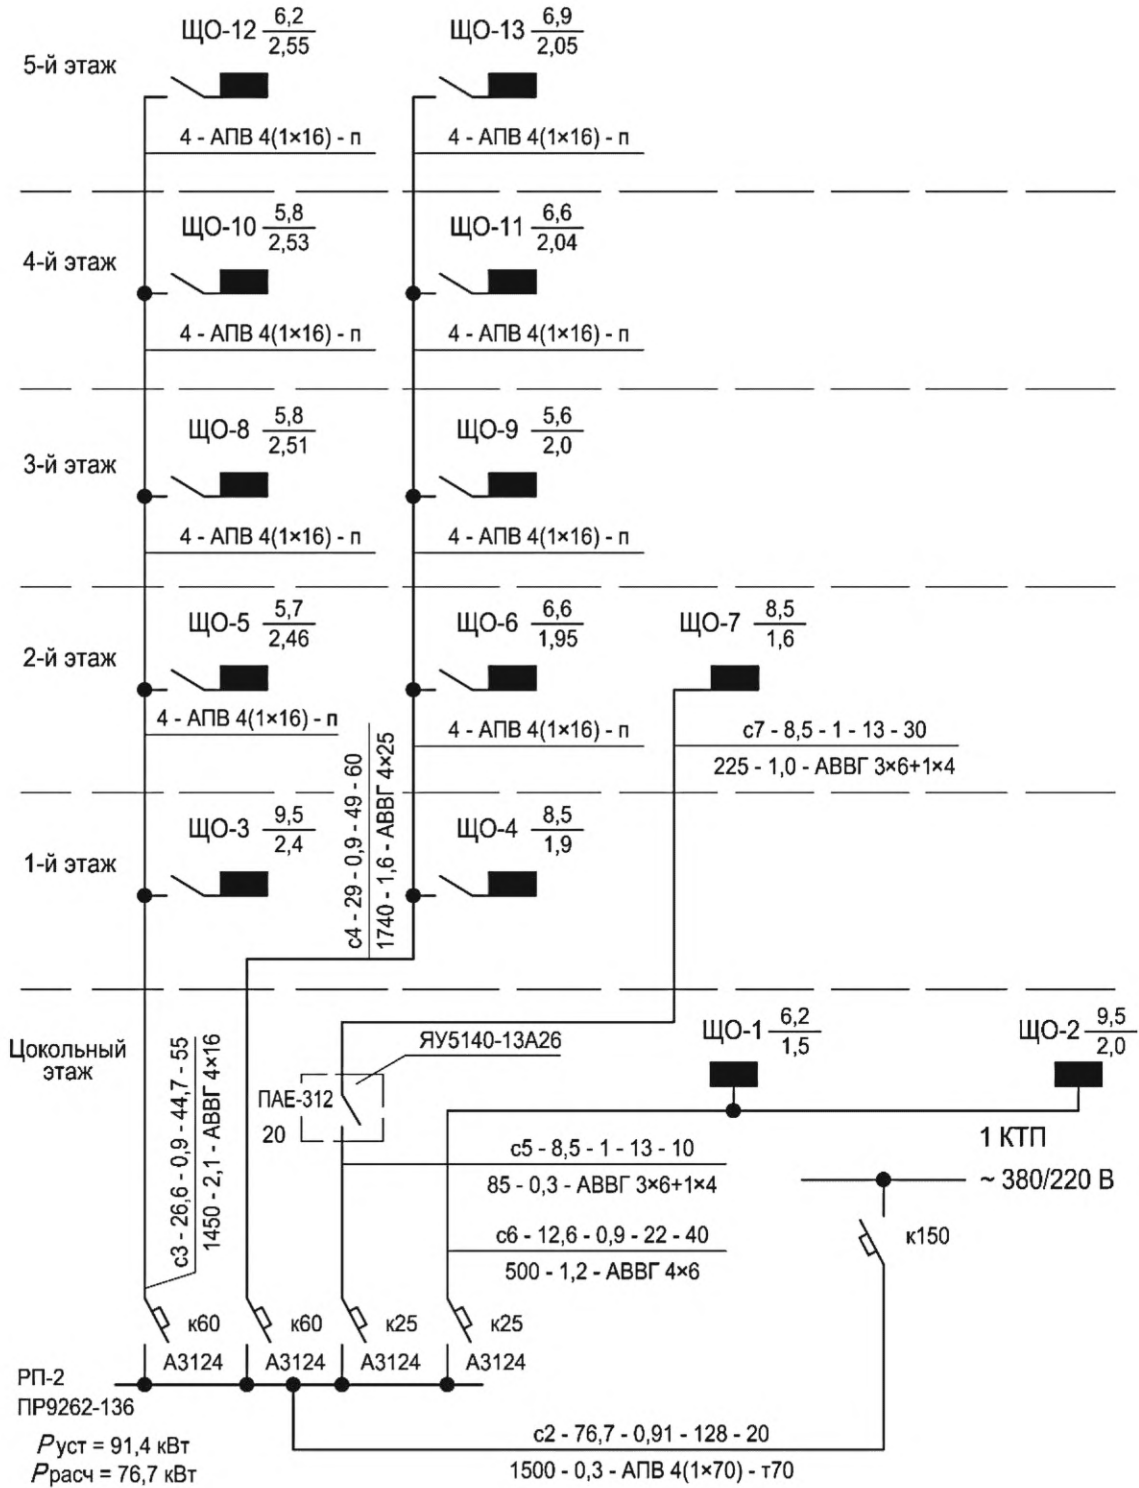 ЩО-12 6,2
2,55
ЩО-13 6,9
2,05
5-й этаж
4 - АПВ 4(1×16) - п
4 - АПВ 4(1×16) - п
ЩО-10 5,8
2,53
ЩО-11 6,6
2,04
4-й этаж
4 - АПВ 4(1×16) - п
4 - АПВ 4(1×16) - п
ЩО-8 5,8
2,51
ЩО-9 5,6
2,0
3-й этаж
4 - АПВ 4(1×16) - п
4 - АПВ 4(1×16) - п
ЩО-5 5,7
2,46
ЩО-6 6,6
1,95
ЩО-7 8,5
1,6
2-й этаж
4 - АПВ 4(1×16) - п
4 - АПВ 4(1×16) - п
с7 - 8,5 - 1 - 13 - 30
225 - 1,0 - АВВГ 3×6+1×4
с4 - 29 - 0,9 - 49 - 60
1740 - 1,6 - АВВГ 4×25
ЩО-3 9,5
2,4
ЩО-4 8,5
1,9
1-й этаж
Цокольный
этаж
ЯУ5140-13А26
ЩО-1 6,2
1,5
ЩО-2 9,5
2,0
ПАЕ-312
20
с3 - 26,6 - 0,9 - 44,7 - 55
1450 - 2,1 - АВВГ 4×16
1 КТП
~ 380/220 В
с5 - 8,5 - 1 - 13 - 10
85 - 0,3 - АВВГ 3×6+1×4
с6 - 12,6 - 0,9 - 22 - 40
500 - 1,2 - АВВГ 4×6
к150
к60
к60
к25
к25
А3124
А3124
А3124
А3124
РП-2
ПР9262-136
Pуст = 91,4 кВт
Pрасч = 76,7 кВт
с2 - 76,7 - 0,91 - 128 - 20
1500 - 0,3 - АПВ 4(1×70) - т70